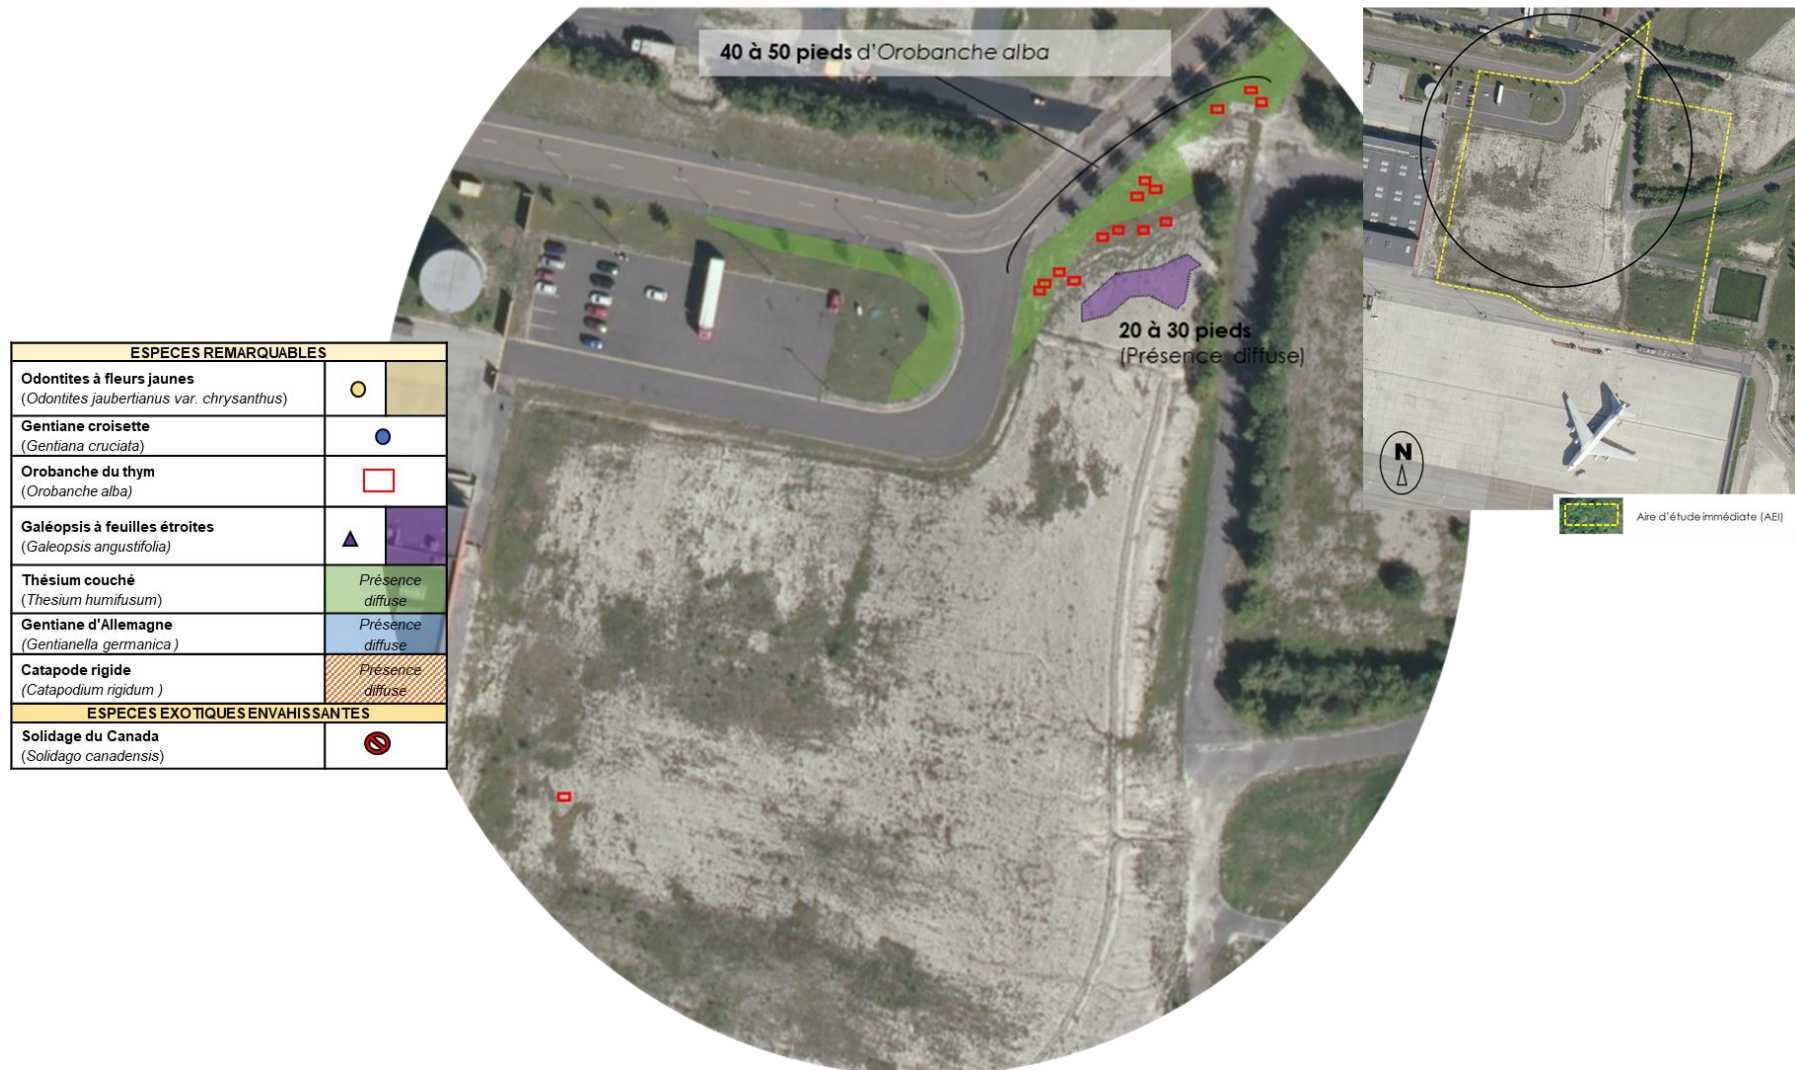 40 à 50 pieds d'Orobanche alba
20 à 30 pieds
(Présence diffuse)
ESPECES REMARQUABLES
Odontites à fleurs jaunes
(Odontites jaubertianus var. chrysanthus)
Gentiane croisette
(Gentiana cruciata)
Orobanche du thym
(Orobanche alba)
Galéopsis à feuilles étroites
(Galeopsis angustifolia)
Thésium couché
(Thesium humifusum)
Présence
diffuse
Gentiane d'Allemagne
(Gentianella germanica )
Présence
diffuse
Catapode rigide
(Catapodium rigidum )
Présence
diffuse
ESPECES EXOTIQUES ENVAHISSANTES
Solidage du Canada
(Solidago canadensis)
N
Aire d'étude immédiate (AEI)